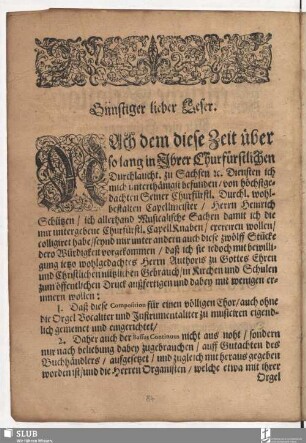 Günstiger lieber Leser.
NAch dem diese Zeit über
so lang in Ihrer Churfürstlichen
Durchlaucht. zu Sachsen ꝛc. Diensten ich
mich unterthänigst befunden / von höchstge-
dachten Seiner Churfürstl. Durchl. wohl-
bestalten Capellmeister / Herrn Heinrich
Schützen / ich allerhand Musicalische Sachen damit ich die
mir untergebene Churfürstl. CapellKnaben / exerciren wollen /
colligiret habe / seynd mir unter andern auch diese zwölff Stücke
dero Würdigkeit vorkommen / daß ich sie iedoch mit bewilli-
gung ietzo wohlgedachtes Herrn Authoris zu Gottes Ehren
und Christlichen nützlichen Gebrauch / in Kirchen und Schulen
zum öffentlichen Druck außfertigen und dabey mit wenigen er-
innern wollen:
1. Daß diese Composition für einen völligen Chor / auch ohne
die Orgel Vocaliter und Instrumentaliter zu musiciren eigend-
lich gemeinet und eingerichtet /
2. Daher auch der Bassus Continuus nicht aus noht / sondern
nur nach beliebung dabey zugebrauchen / auff Gutachten des
Buchhändlers / auffgesetzet / und zugleich mit heraus gegeben
worden ist / und die Herren Organisten / welche etwa mit ihrer
Orgel
SLUB
Wir führen Wissen.